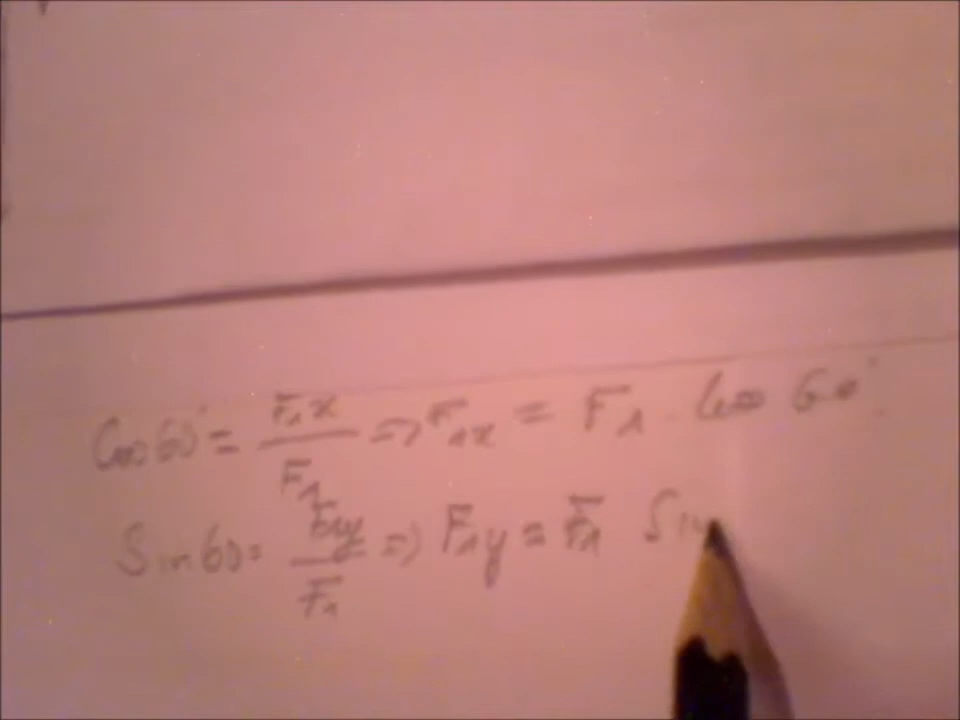 Cos 60° = F₁x / F₁ => F₁x = F₁ . Cos 60°.
Sin 60 = F₁y / F₁ => F₁y = F₁ Sin